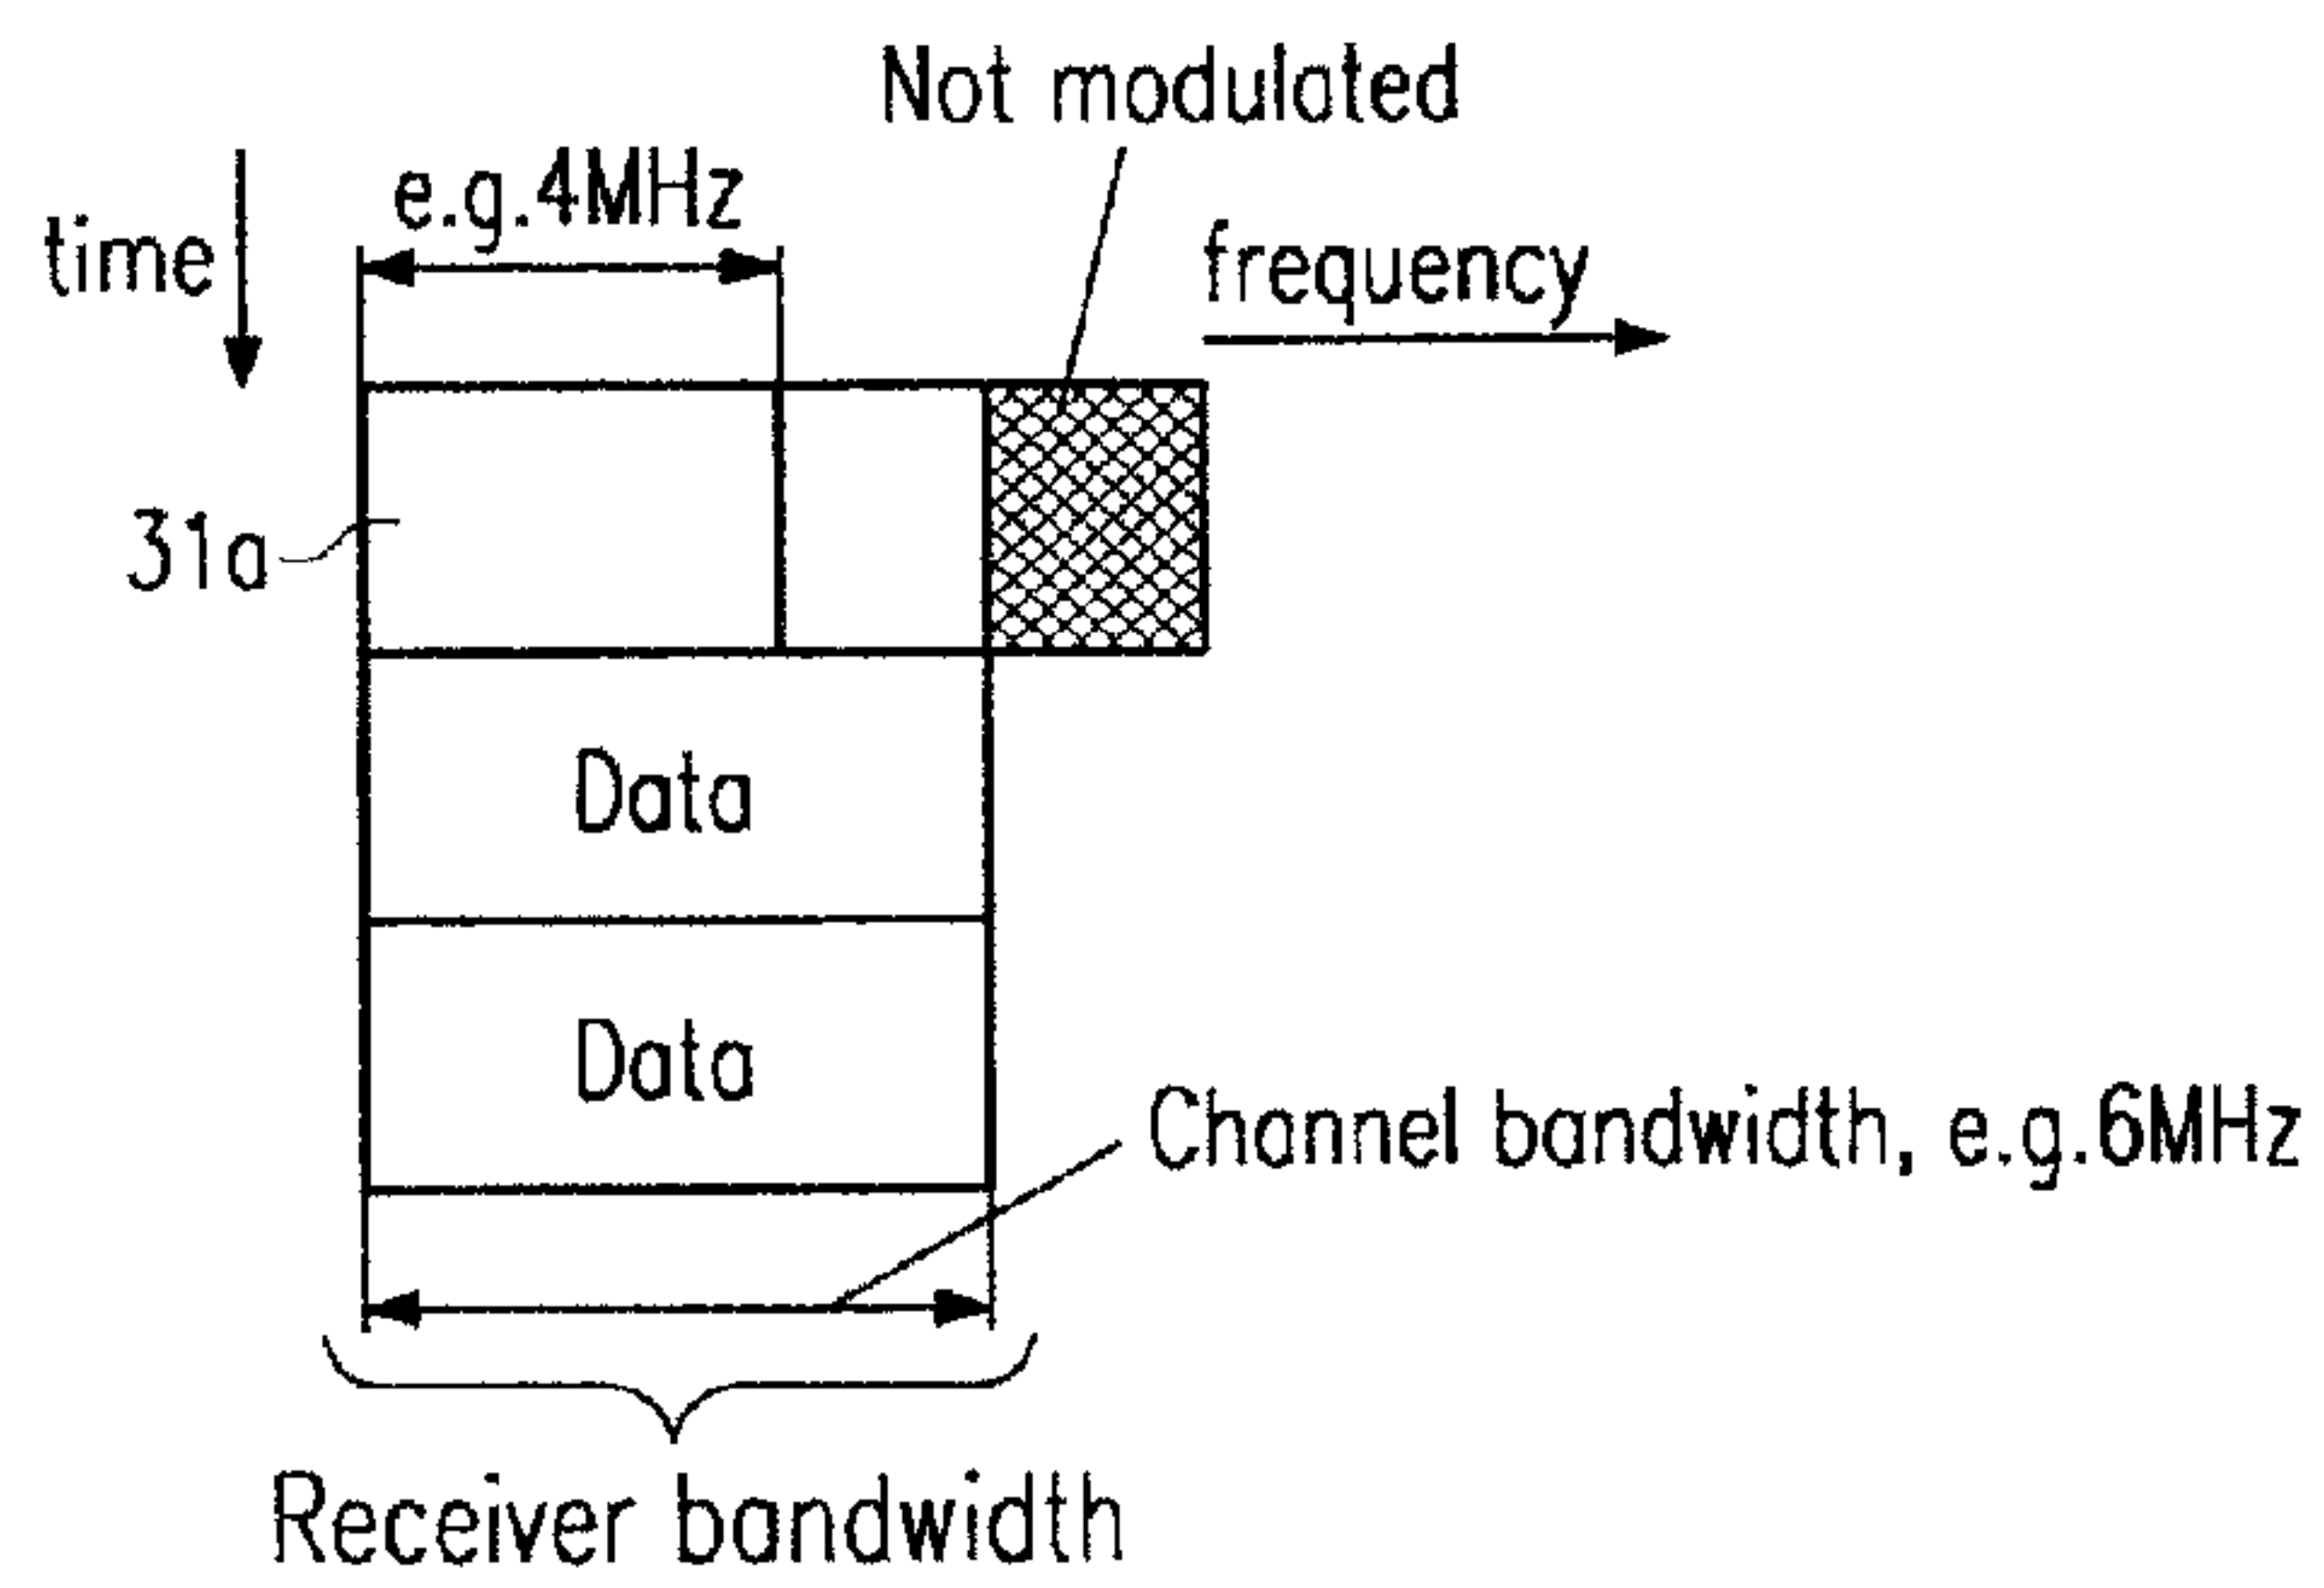 Not modulated
e.g.4MHz
time
frequency
31a
Data
Data
Channel bandwidth, e.g.6MHz
Receiver bandwidth